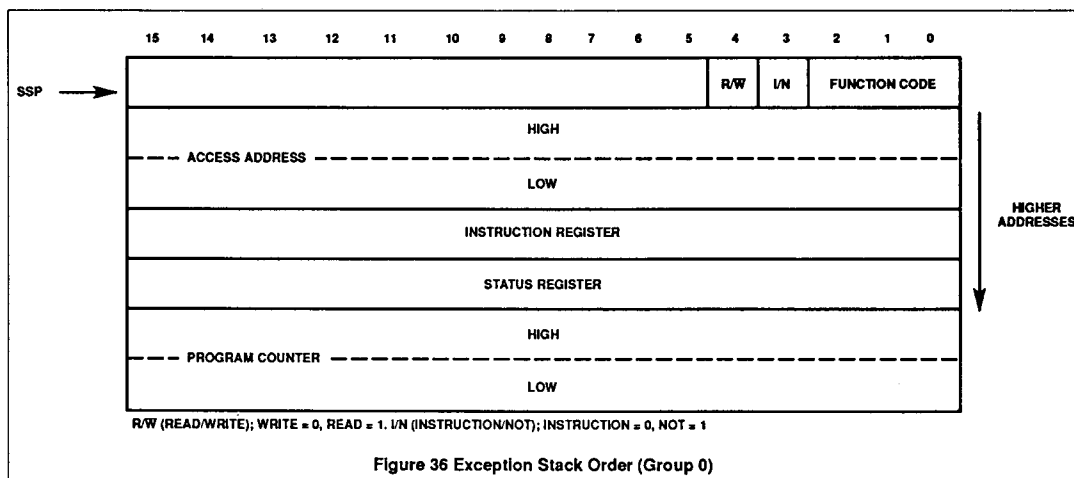 15 14 13 12 11 10 9 8 7 6 5 4 3 2 1 0
SSP R/W̅ I/N FUNCTION CODE
HIGH
ACCESS ADDRESS
LOW
INSTRUCTION REGISTER
HIGHER
ADDRESSES
STATUS REGISTER
HIGH
PROGRAM COUNTER
LOW
R/W̅ (READ/WRITE); WRITE = 0, READ = 1. I/N (INSTRUCTION/NOT); INSTRUCTION = 0, NOT = 1
Figure 36 Exception Stack Order (Group 0)